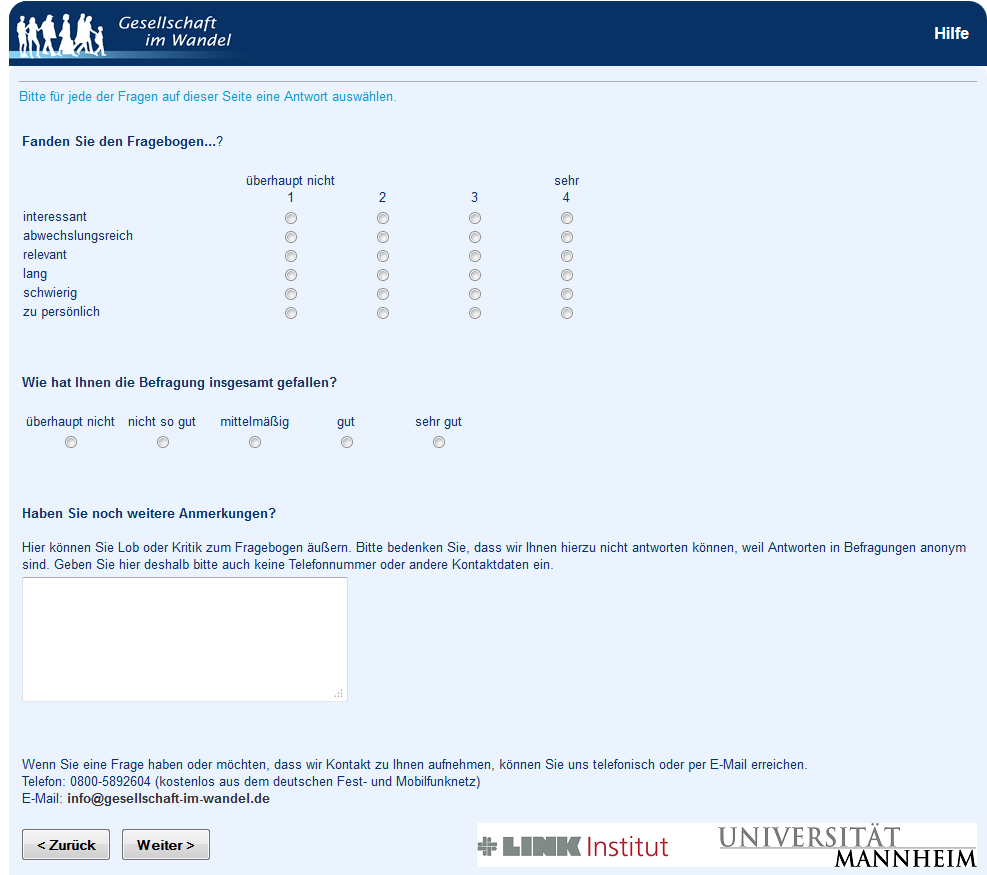 Gesellschaft
im Wandel
Hilfe
Bitte für jede der Fragen auf dieser Seite eine Antwort auswählen.
Fanden Sie den Fragebogen...?
überhaupt nicht sehr
1 2 3 4
interessant
abwechslungsreich
relevant
lang
schwierig
zu persönlich
Wie hat Ihnen die Befragung insgesamt gefallen?
überhaupt nicht nicht so gut mittelmäßig gut sehr gut
Haben Sie noch weitere Anmerkungen?
Hier können Sie Lob oder Kritik zum Fragebogen äußern. Bitte bedenken Sie, dass wir Ihnen hierzu nicht antworten können, weil Antworten in Befragungen anonym
sind. Geben Sie hier deshalb bitte auch keine Telefonnummer oder andere Kontaktdaten ein.
Wenn Sie eine Frage haben oder möchten, dass wir Kontakt zu Ihnen aufnehmen, können Sie uns telefonisch oder per E-Mail erreichen.
Telefon: 0800-5892604 (kostenlos aus dem deutschen Fest- und Mobilfunknetz)
E-Mail: info@gesellschaft-im-wandel.de
< Zurück Weiter >
LINK Institut
UNIVERSITÄT
MANNHEIM